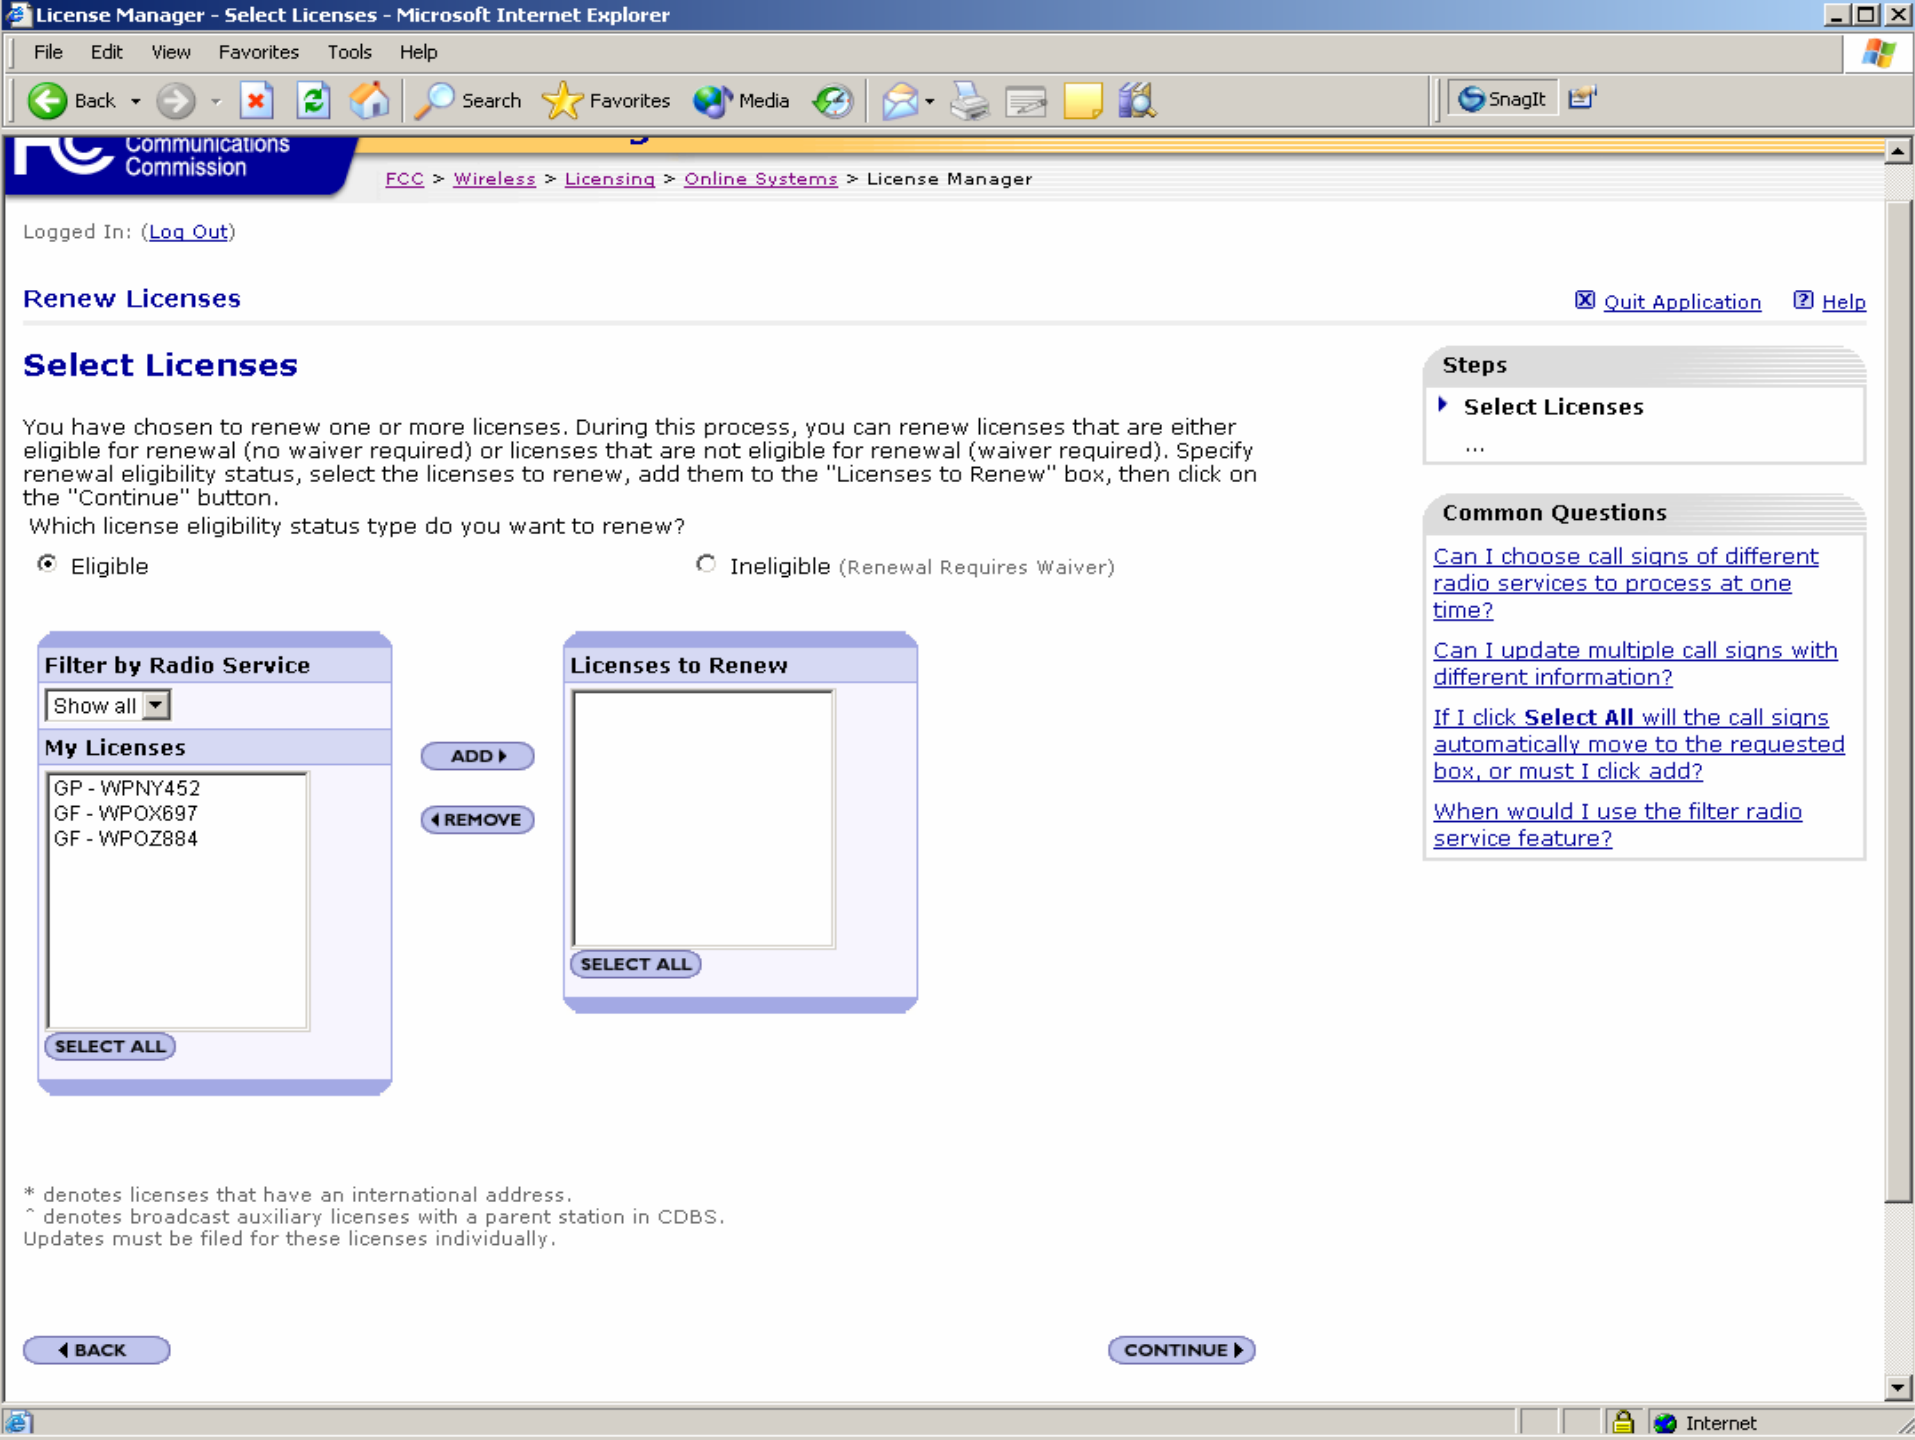 License Manager - Select Licenses - Microsoft Internet Explorer
File Edit View Favorites Tools Help
Back Search Favorites Media SnagIt
Communications
Commission
FCC > Wireless > Licensing > Online Systems > License Manager
Logged In: (Log Out)
Renew Licenses
Quit Application Help
Select Licenses
You have chosen to renew one or more licenses. During this process, you can renew licenses that are either
eligible for renewal (no waiver required) or licenses that are not eligible for renewal (waiver required). Specify
renewal eligibility status, select the licenses to renew, add them to the "Licenses to Renew" box, then click on
the "Continue" button.
Which license eligibility status type do you want to renew?
Eligible Ineligible (Renewal Requires Waiver)
Filter by Radio Service
Show all
My Licenses
GP - WPNY452
GF - WPOX697
GF - WPOZ884
SELECT ALL
ADD
REMOVE
Licenses to Renew
SELECT ALL
Steps
Select Licenses
...
Common Questions
Can I choose call signs of different
radio services to process at one
time?
Can I update multiple call signs with
different information?
If I click Select All will the call signs
automatically move to the requested
box, or must I click add?
When would I use the filter radio
service feature?
* denotes licenses that have an international address.
^ denotes broadcast auxiliary licenses with a parent station in CDBS.
Updates must be filed for these licenses individually.
BACK CONTINUE
Internet